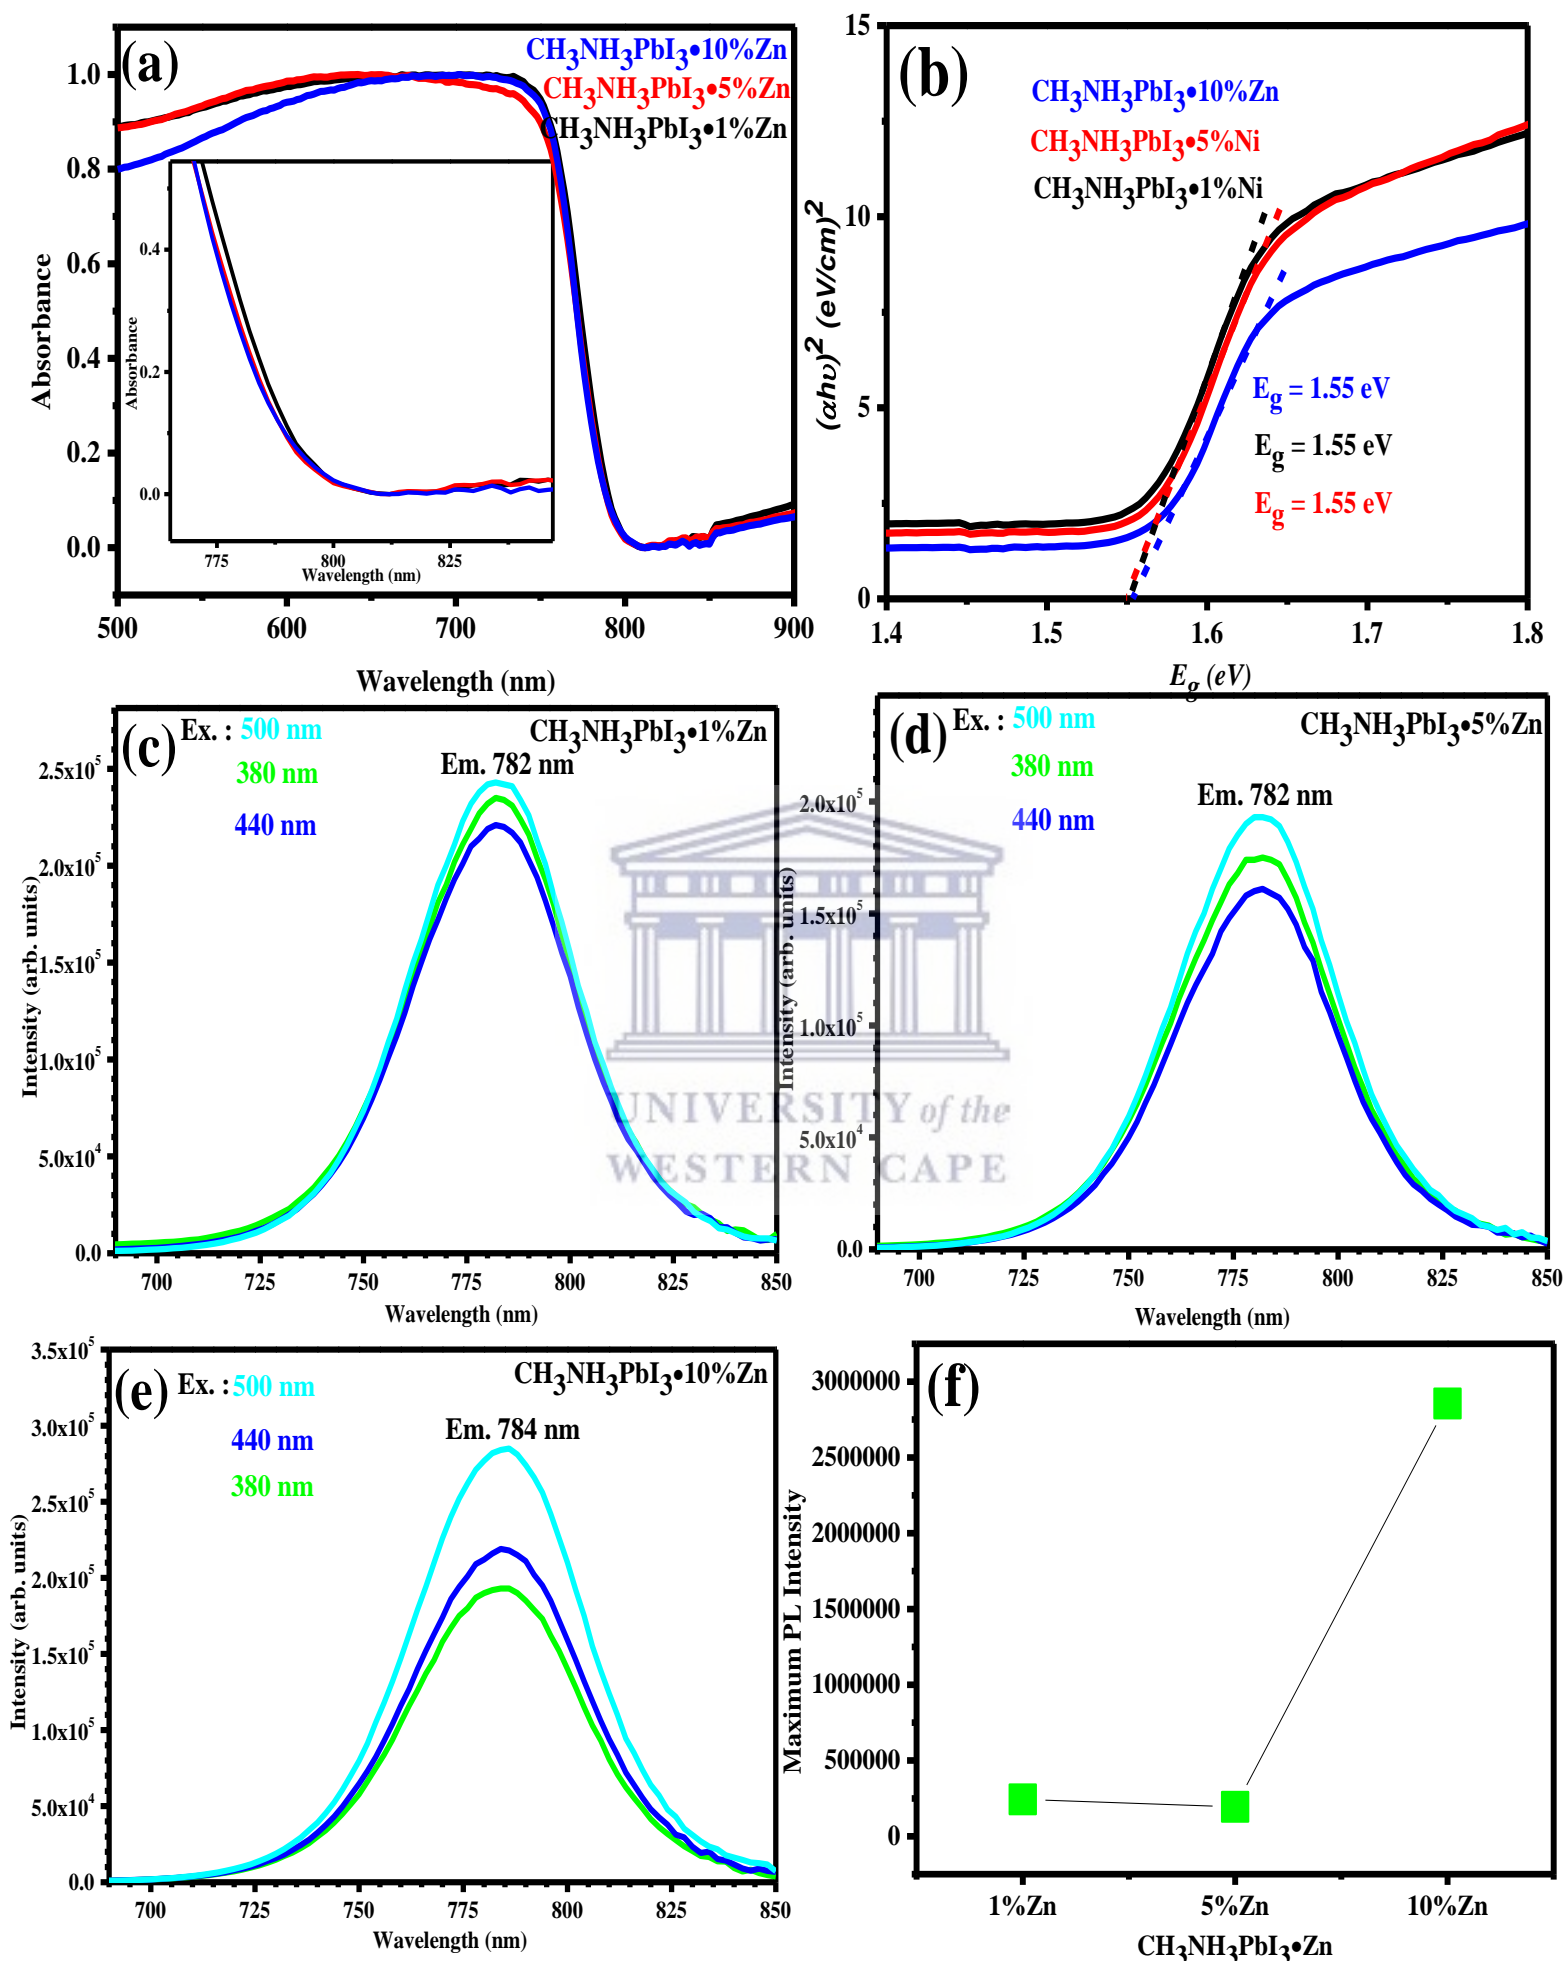 (a)
CH3NH3PbI3•10%Zn
CH3NH3PbI3•5%Zn
CH3NH3PbI3•1%Zn
Absorbance
1.0
0.8
0.6
0.4
0.2
0.0
500
600
700
800
900
Wavelength (nm)
Absorbance
0.4
0.2
0.0
775
800
825
Wavelength (nm)
(b)
CH3NH3PbI3•10%Zn
CH3NH3PbI3•5%Ni
CH3NH3PbI3•1%Ni
(αhυ)2 (eV/cm)2
15
10
5
0
Eg = 1.55 eV
Eg = 1.55 eV
Eg = 1.55 eV
1.4
1.5
1.6
1.7
1.8
Eg (eV)
(c)
Ex. : 500 nm
380 nm
440 nm
CH3NH3PbI3•1%Zn
Em. 782 nm
Intensity (arb. units)
2.5x105
2.0x105
1.5x105
1.0x105
5.0x104
0.0
700
725
750
775
800
825
850
Wavelength (nm)
(d)
Ex. : 500 nm
380 nm
440 nm
CH3NH3PbI3•5%Zn
Em. 782 nm
Intensity (arb. units)
2.0x105
1.5x105
1.0x105
5.0x104
0.0
700
725
750
775
800
825
850
Wavelength (nm)
UNIVERSITY of the
WESTERN CAPE
(e)
Ex. : 500 nm
440 nm
380 nm
CH3NH3PbI3•10%Zn
Em. 784 nm
Intensity (arb. units)
3.5x105
3.0x105
2.5x105
2.0x105
1.5x105
1.0x105
5.0x104
0.0
700
725
750
775
800
825
850
Wavelength (nm)
(f)
Maximum PL Intensity
3000000
2500000
2000000
1500000
1000000
500000
0
1%Zn
5%Zn
10%Zn
CH3NH3PbI3•Zn